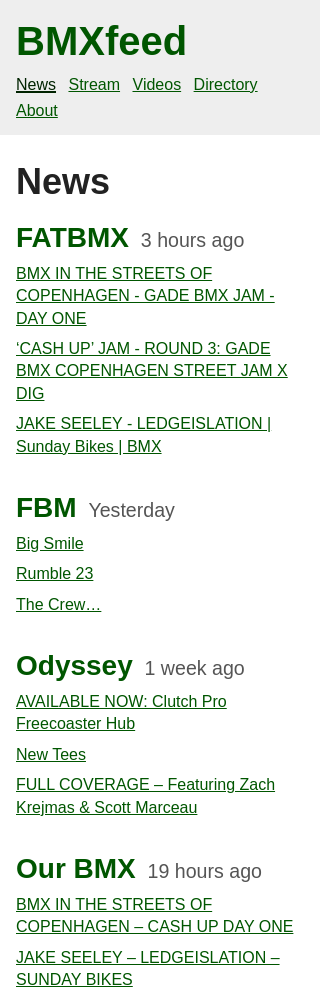 BMXfeed
News Stream Videos Directory
About
News
FATBMX 3 hours ago
BMX IN THE STREETS OF
COPENHAGEN - GADE BMX JAM -
DAY ONE
‘CASH UP’ JAM - ROUND 3: GADE
BMX COPENHAGEN STREET JAM X
DIG
JAKE SEELEY - LEDGEISLATION |
Sunday Bikes | BMX
FBM Yesterday
Big Smile
Rumble 23
The Crew…
Odyssey 1 week ago
AVAILABLE NOW: Clutch Pro
Freecoaster Hub
New Tees
FULL COVERAGE – Featuring Zach
Krejmas & Scott Marceau
Our BMX 19 hours ago
BMX IN THE STREETS OF
COPENHAGEN – CASH UP DAY ONE
JAKE SEELEY – LEDGEISLATION –
SUNDAY BIKES